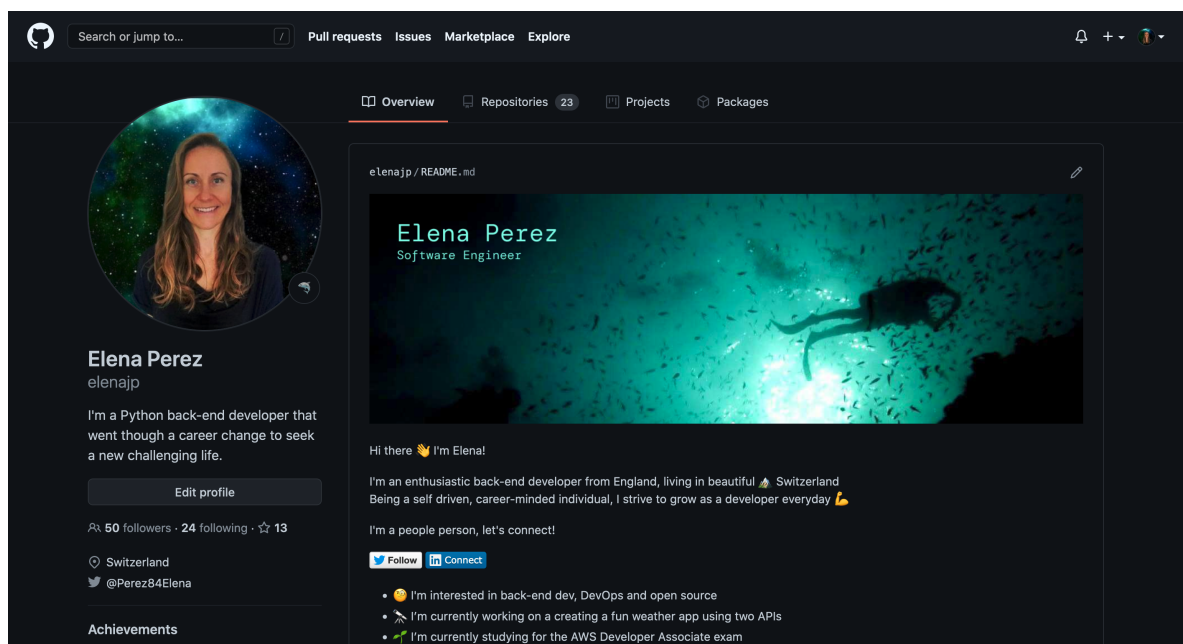 Search or jump to... /
Pull requests Issues Marketplace Explore
Overview Repositories 23 Projects Packages
Elena Perez
elenajp
I'm a Python back-end developer that
went though a career change to seek
a new challenging life.
Edit profile
50 followers · 24 following · 13
Switzerland
@Perez84Elena
Achievements
elenajp/README.md
Elena Perez
Software Engineer
Hi there 👋 I'm Elena!
I'm an enthusiastic back-end developer from England, living in beautiful 🏔️ Switzerland
Being a self driven, career-minded individual, I strive to grow as a developer everyday 💪
I'm a people person, let's connect!
Follow in Connect
• 🧐 I'm interested in back-end dev, DevOps and open source
• 🔭 I'm currently working on a creating a fun weather app using two APIs
• 🌱 I'm currently studying for the AWS Developer Associate exam